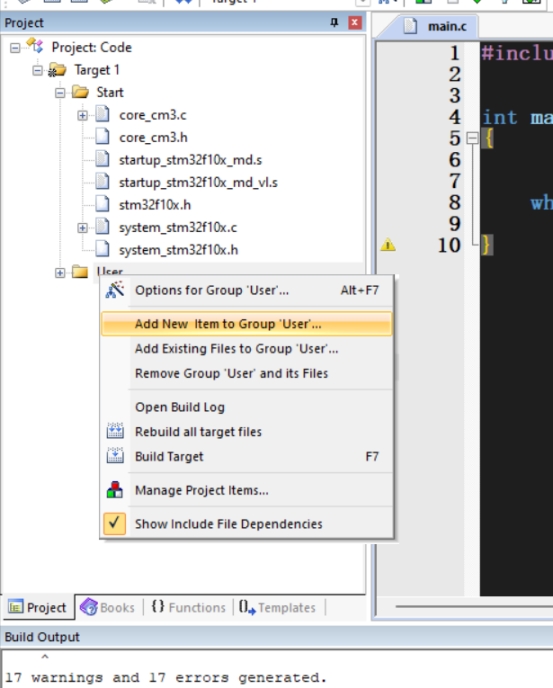 Project
main.c
Project: Code
Target 1
Start
core_cm3.c
core_cm3.h
startup_stm32f10x_md.s
startup_stm32f10x_md_vl.s
stm32f10x.h
system_stm32f10x.c
system_stm32f10x.h
User
1 #inclu
2
3
4 int ma
5 {
6
7
8 wh
9
10 }
Options for Group 'User'... Alt+F7
Add New Item to Group 'User'...
Add Existing Files to Group 'User'...
Remove Group 'User' and its Files
Open Build Log
Rebuild all target files
Build Target F7
Manage Project Items...
Show Include File Dependencies
Project Books {} Functions Templates
Build Output
^
17 warnings and 17 errors generated.